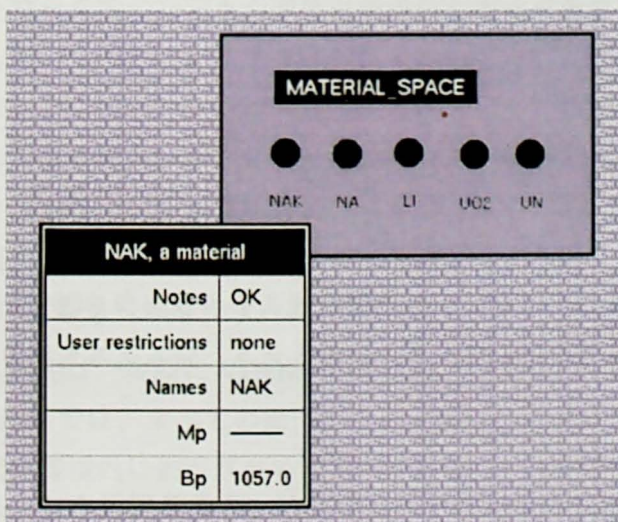 MATERIAL_SPACE
NAK NA LI UO2 UN
NAK, a material
Notes OK
User restrictions none
Names NAK
Mp ——
Bp 1057.0